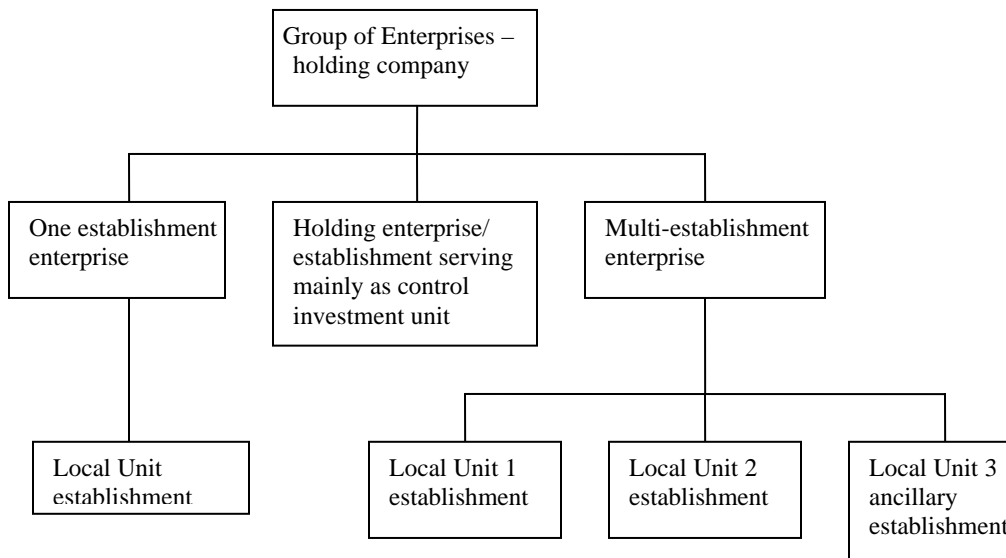 Group of Enterprises –
holding company
One establishment
enterprise
Holding enterprise/
establishment serving
mainly as control
investment unit
Multi-establishment
enterprise
Local Unit
establishment
Local Unit 1
establishment
Local Unit 2
establishment
Local Unit 3
ancillary
establishment